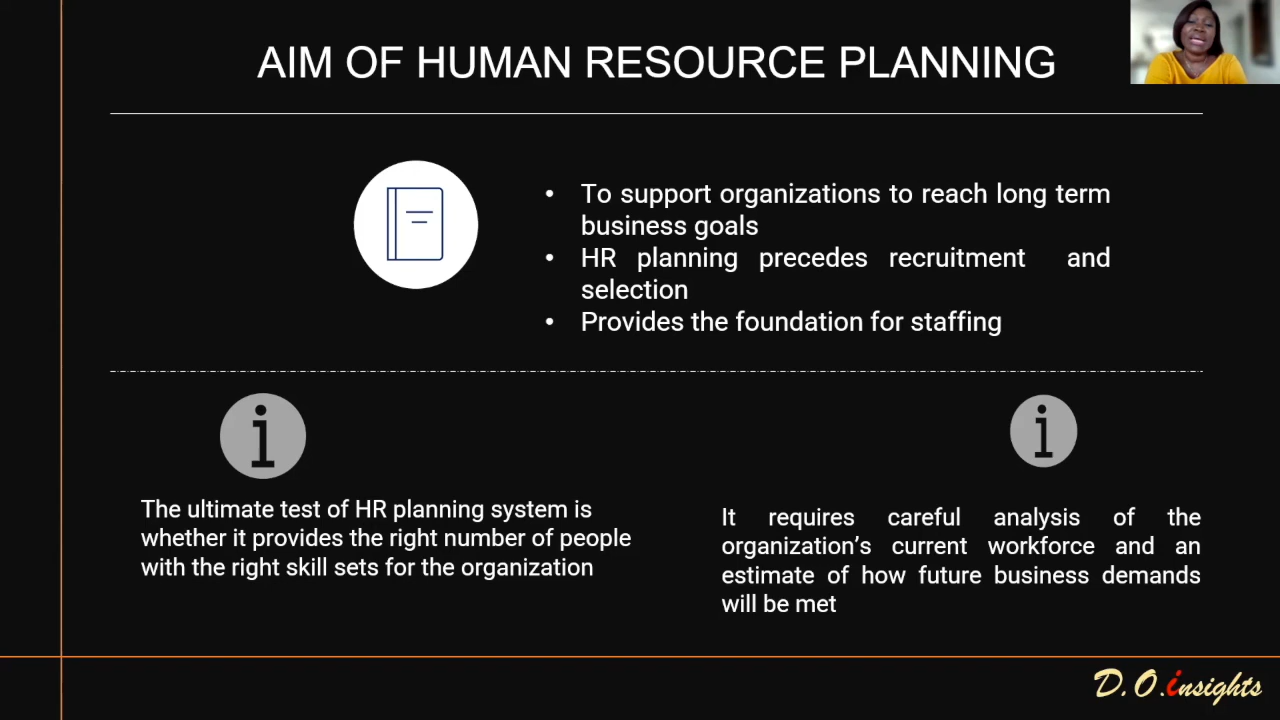 AIM OF HUMAN RESOURCE PLANNING
• To support organizations to reach long term
business goals
• HR planning precedes recruitment and
selection
• Provides the foundation for staffing
The ultimate test of HR planning system is
whether it provides the right number of people
with the right skill sets for the organization
It requires careful analysis of the
organization’s current workforce and an
estimate of how future business demands
will be met
D.O.insights